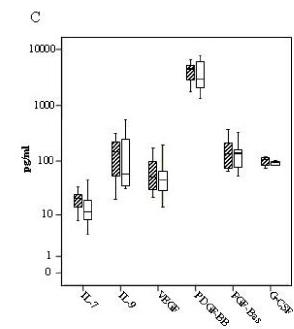 C
10000
1000
pg/ml
100
10
1
0
IL-7
IL-9
VEGF
PDGF-BB
FGF-Bas
G-CSF